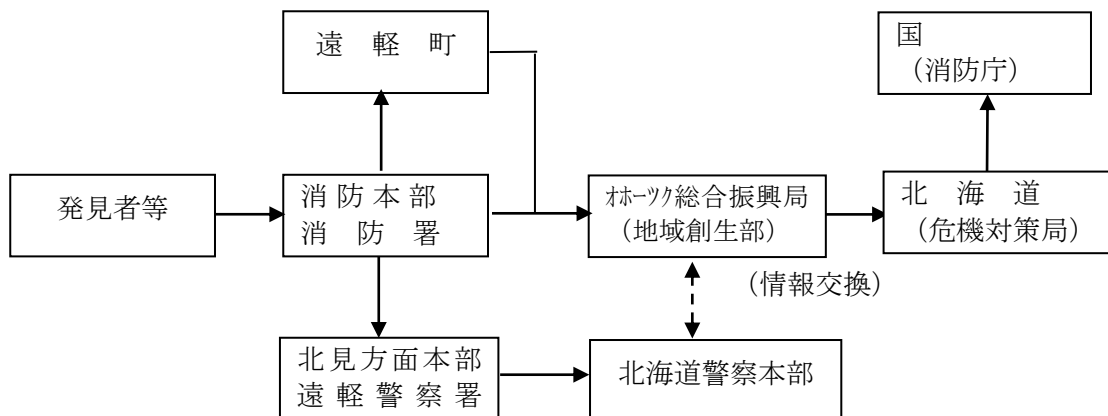 遠軽町
国
（消防庁）
発見者等
消防本部
消防署
ｵﾎｰﾂｸ総合振興局
（地域創生部）
北海道
（危機対策局）
（情報交換）
北見方面本部
遠軽警察署
北海道警察本部